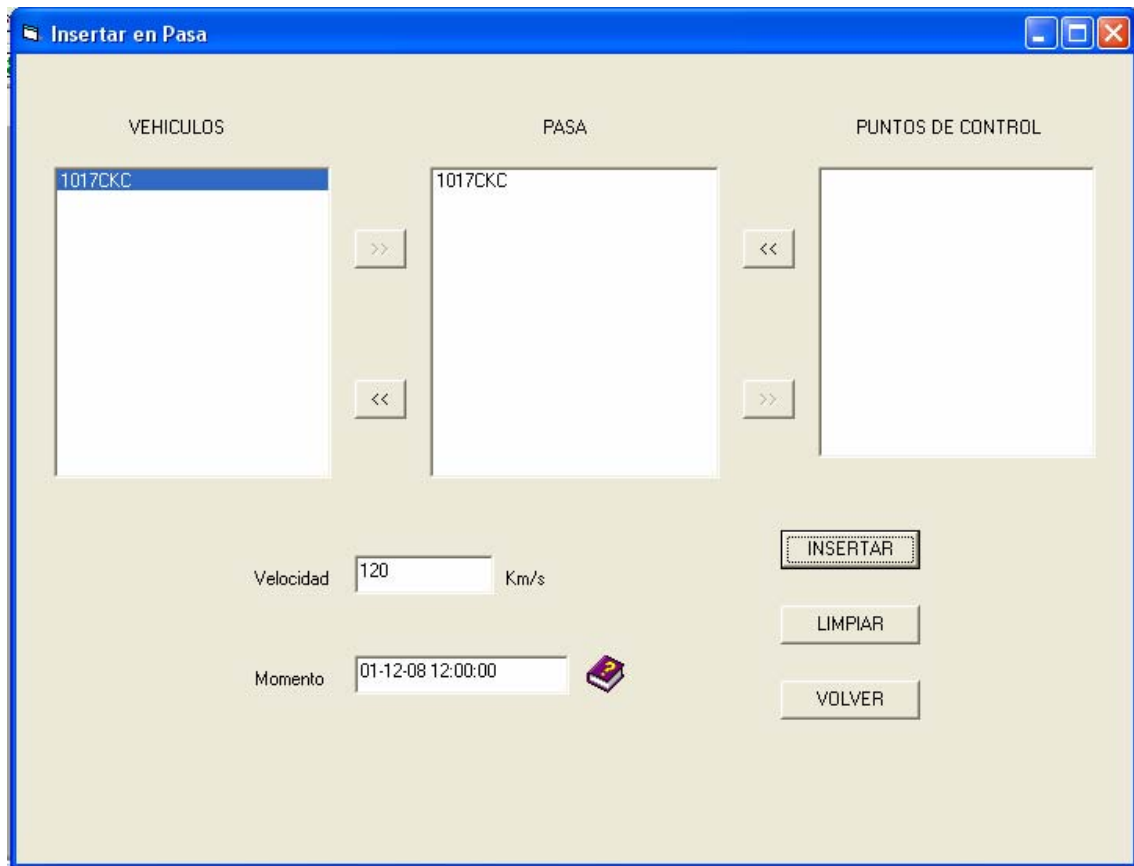 Insertar en Pasa
VEHICULOS PASA PUNTOS DE CONTROL
1017CKC 1017CKC
>> <<
<< >>
INSERTAR
Velocidad 120 Km/s
LIMPIAR
Momento 01-12-08 12:00:00
VOLVER